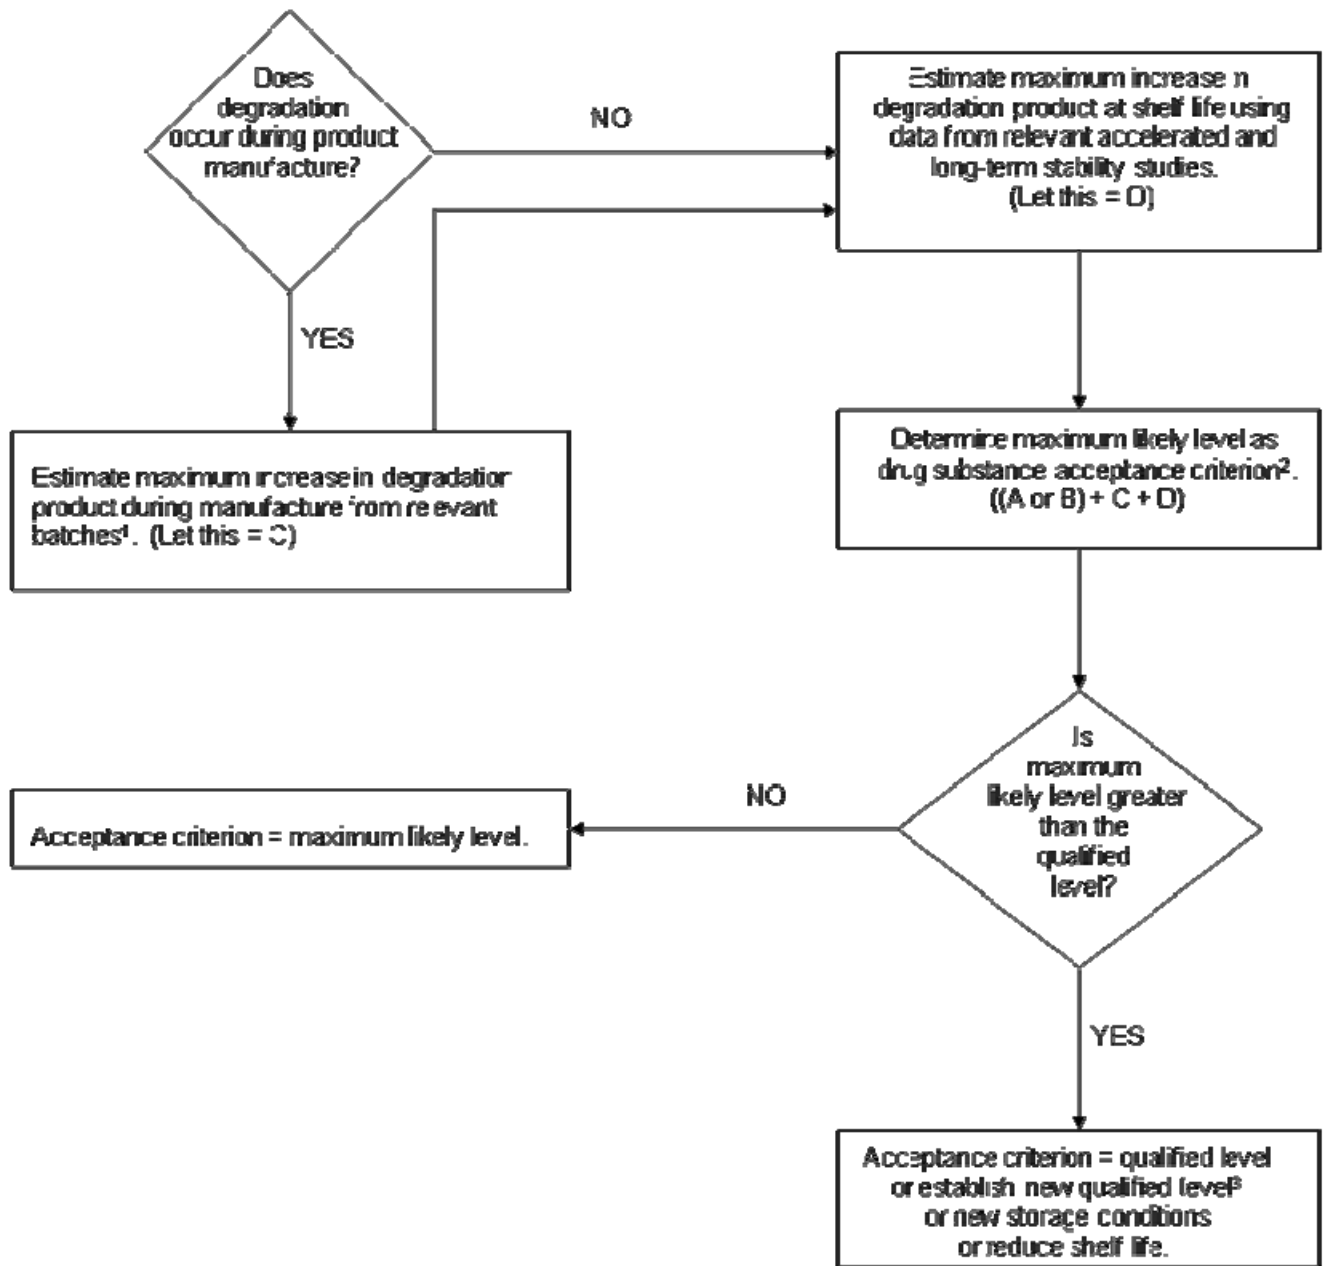 Does
degradation
occur during product
manufacture?
NO
Estimate maximum increase in
degradation product at shelf life using
data from relevant accelerated and
long-term stability studies.
(Let this = D)
YES
Estimate maximum increase in degradation
product during manufacture from relevant
batches¹. (Let this = C)
Determine maximum likely level as
drug substance acceptance criterion².
((A or B) + C + D)
Is
maximum
likely level greater
than the
qualified
level?
NO
Acceptance criterion = maximum likely level.
YES
Acceptance criterion = qualified level
or establish new qualified level³
or new storage conditions
or reduce shelf life.